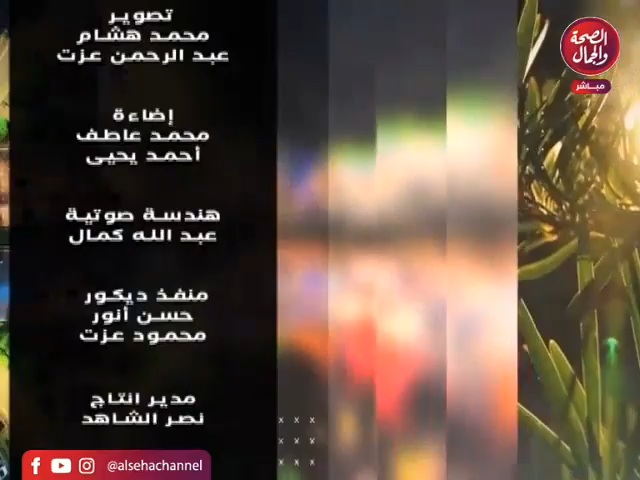 تصوير
محمد هشام
عبد الرحمن عزت
إضاءة
محمد عاطف
أحمد يحيى
هندسة صوتية
عبد الله كمال
منفذ ديكور
حسن أنور
محمود عزت
مدير انتاج
نصر الشاهد
الصحة
والجمال
مباشر
x x x
x x x
x x x
@alsehachannel